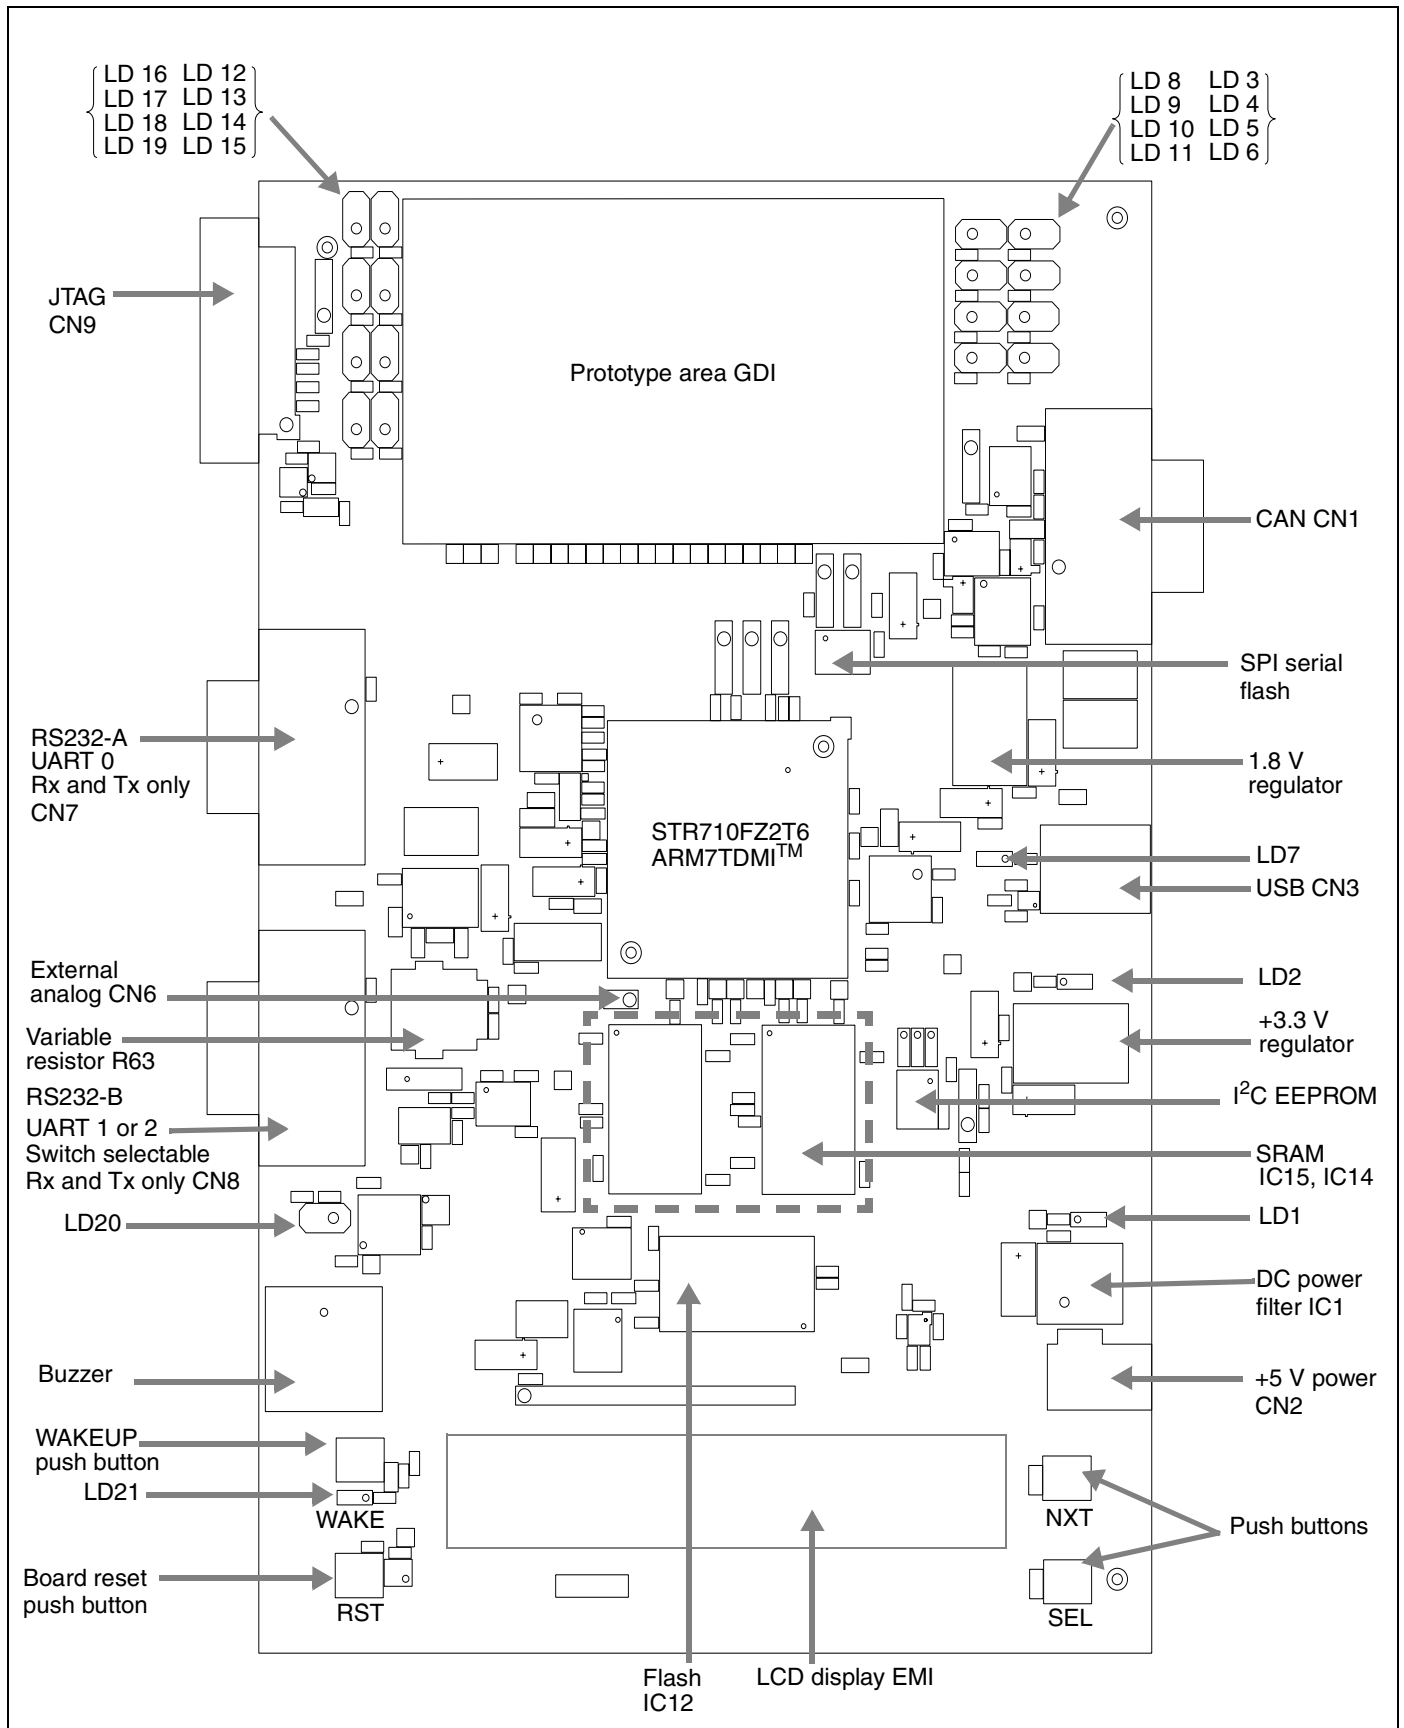 LD 16 LD 12
LD 17 LD 13
LD 18 LD 14
LD 19 LD 15
LD 8 LD 3
LD 9 LD 4
LD 10 LD 5
LD 11 LD 6
JTAG
CN9
Prototype area GDI
CAN CN1
SPI serial
flash
RS232-A
UART 0
Rx and Tx only
CN7
1.8 V
regulator
STR710FZ2T6
ARM7TDMI™
LD7
USB CN3
External
analog CN6
LD2
Variable
resistor R63
+3.3 V
regulator
RS232-B
UART 1 or 2
Switch selectable
Rx and Tx only CN8
I²C EEPROM
SRAM
IC15, IC14
LD20
LD1
DC power
filter IC1
Buzzer
+5 V power
CN2
WAKEUP
push button
LD21
WAKE
NXT
Push buttons
Board reset
push button
RST
SEL
Flash
IC12
LCD display EMI